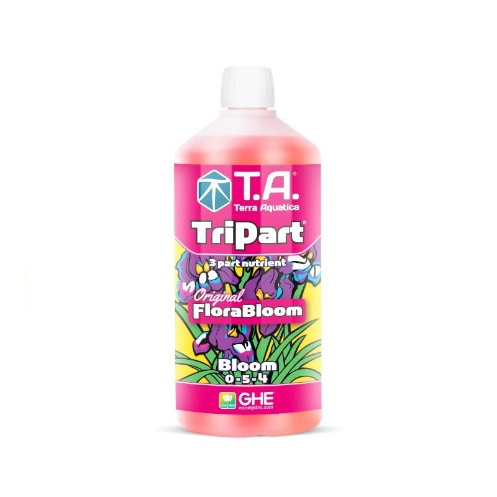 T.A.®
Terra Aquatica
TriPart®
3 part nutrient
Original
FloraBloom
Bloom
0-5-4
GHE